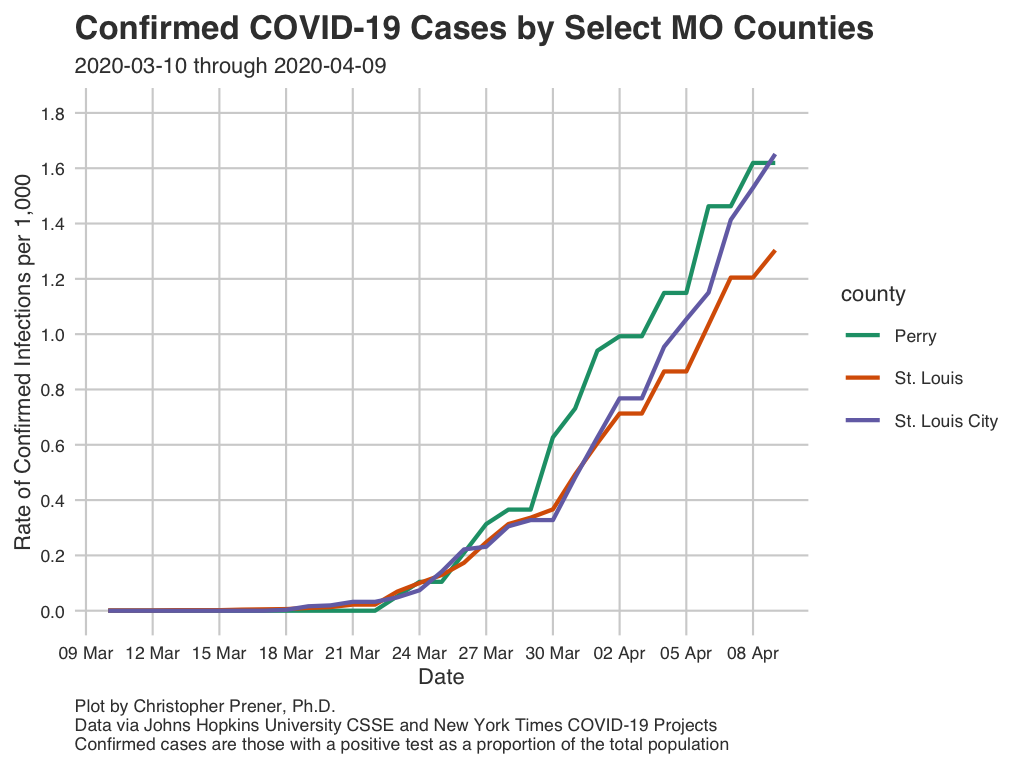 Confirmed COVID-19 Cases by Select MO Counties
2020-03-10 through 2020-04-09
Rate of Confirmed Infections per 1,000
1.8
1.6
1.4
1.2
1.0
0.8
0.6
0.4
0.2
0.0
09 Mar 12 Mar 15 Mar 18 Mar 21 Mar 24 Mar 27 Mar 30 Mar 02 Apr 05 Apr 08 Apr
Date
county
Perry
St. Louis
St. Louis City
Plot by Christopher Prener, Ph.D.
Data via Johns Hopkins University CSSE and New York Times COVID-19 Projects
Confirmed cases are those with a positive test as a proportion of the total population